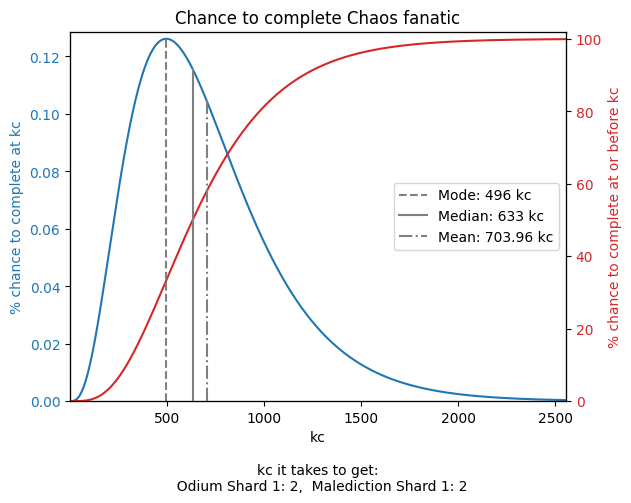 Chance to complete Chaos fanatic
% chance to complete at kc
0.12
0.10
0.08
0.06
0.04
0.02
0.00
100
80
60
40
20
0
% chance to complete at or before kc
Mode: 496 kc
Median: 633 kc
Mean: 703.96 kc
500 1000 1500 2000 2500
kc
kc it takes to get:
Odium Shard 1: 2,  Malediction Shard 1: 2